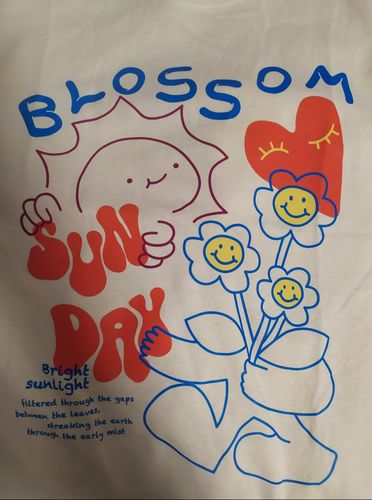 BLOSSOM
SUN
DAY
Bright
sunlight
filtered through the gaps
between the leaves,
streaking the earth
through the early mist